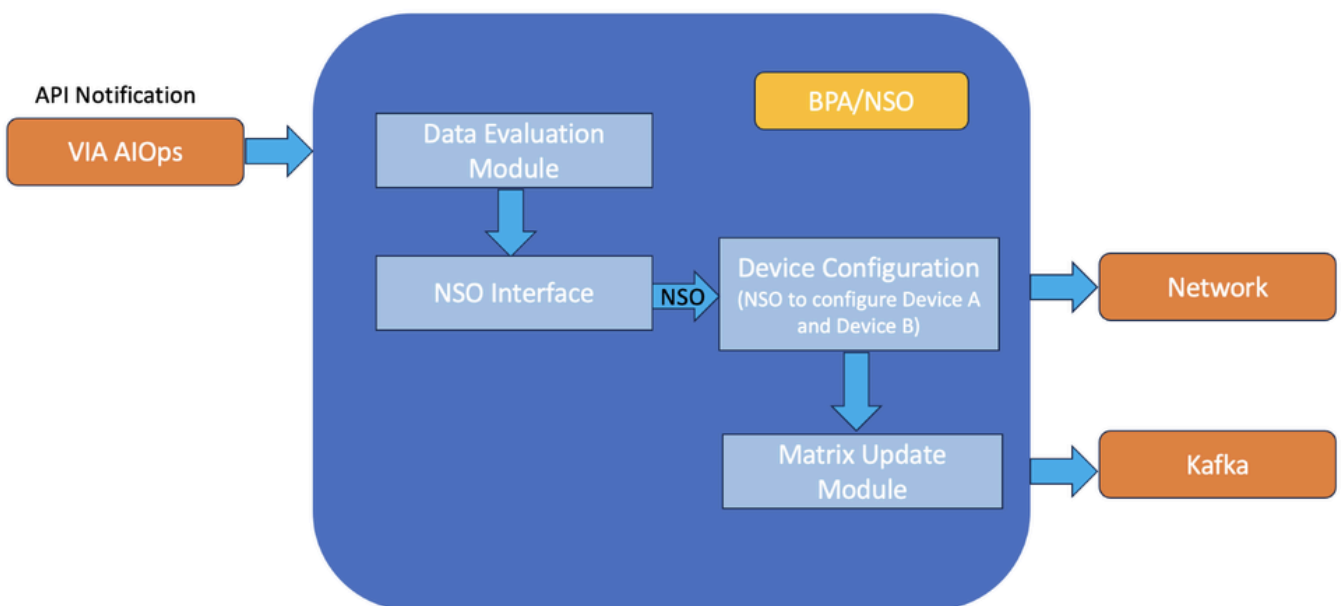 API Notification
VIA AIOps
BPA/NSO
Data Evaluation
Module
NSO Interface
NSO
Device Configuration
(NSO to configure Device A
and Device B)
Network
Matrix Update
Module
Kafka